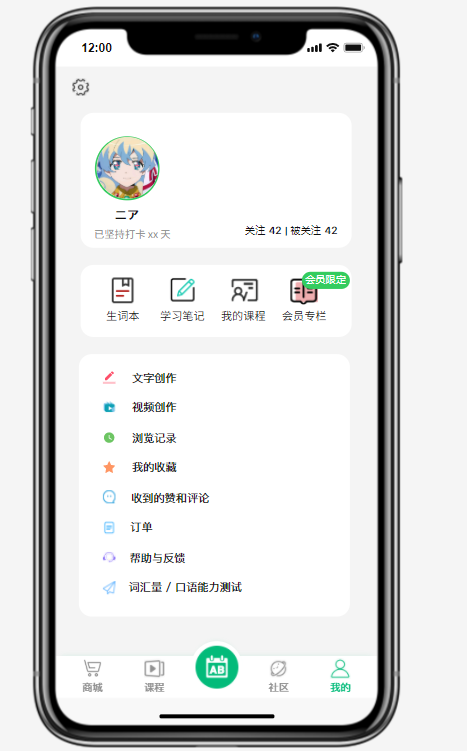 12:00
ニア
已坚持打卡 xx 天
关注 42 | 被关注 42
会员限定
生词本 学习笔记 我的课程 会员专栏
文字创作
视频创作
浏览记录
我的收藏
收到的赞和评论
订单
帮助与反馈
词汇量 / 口语能力测试
AB
商城 课程 社区 我的